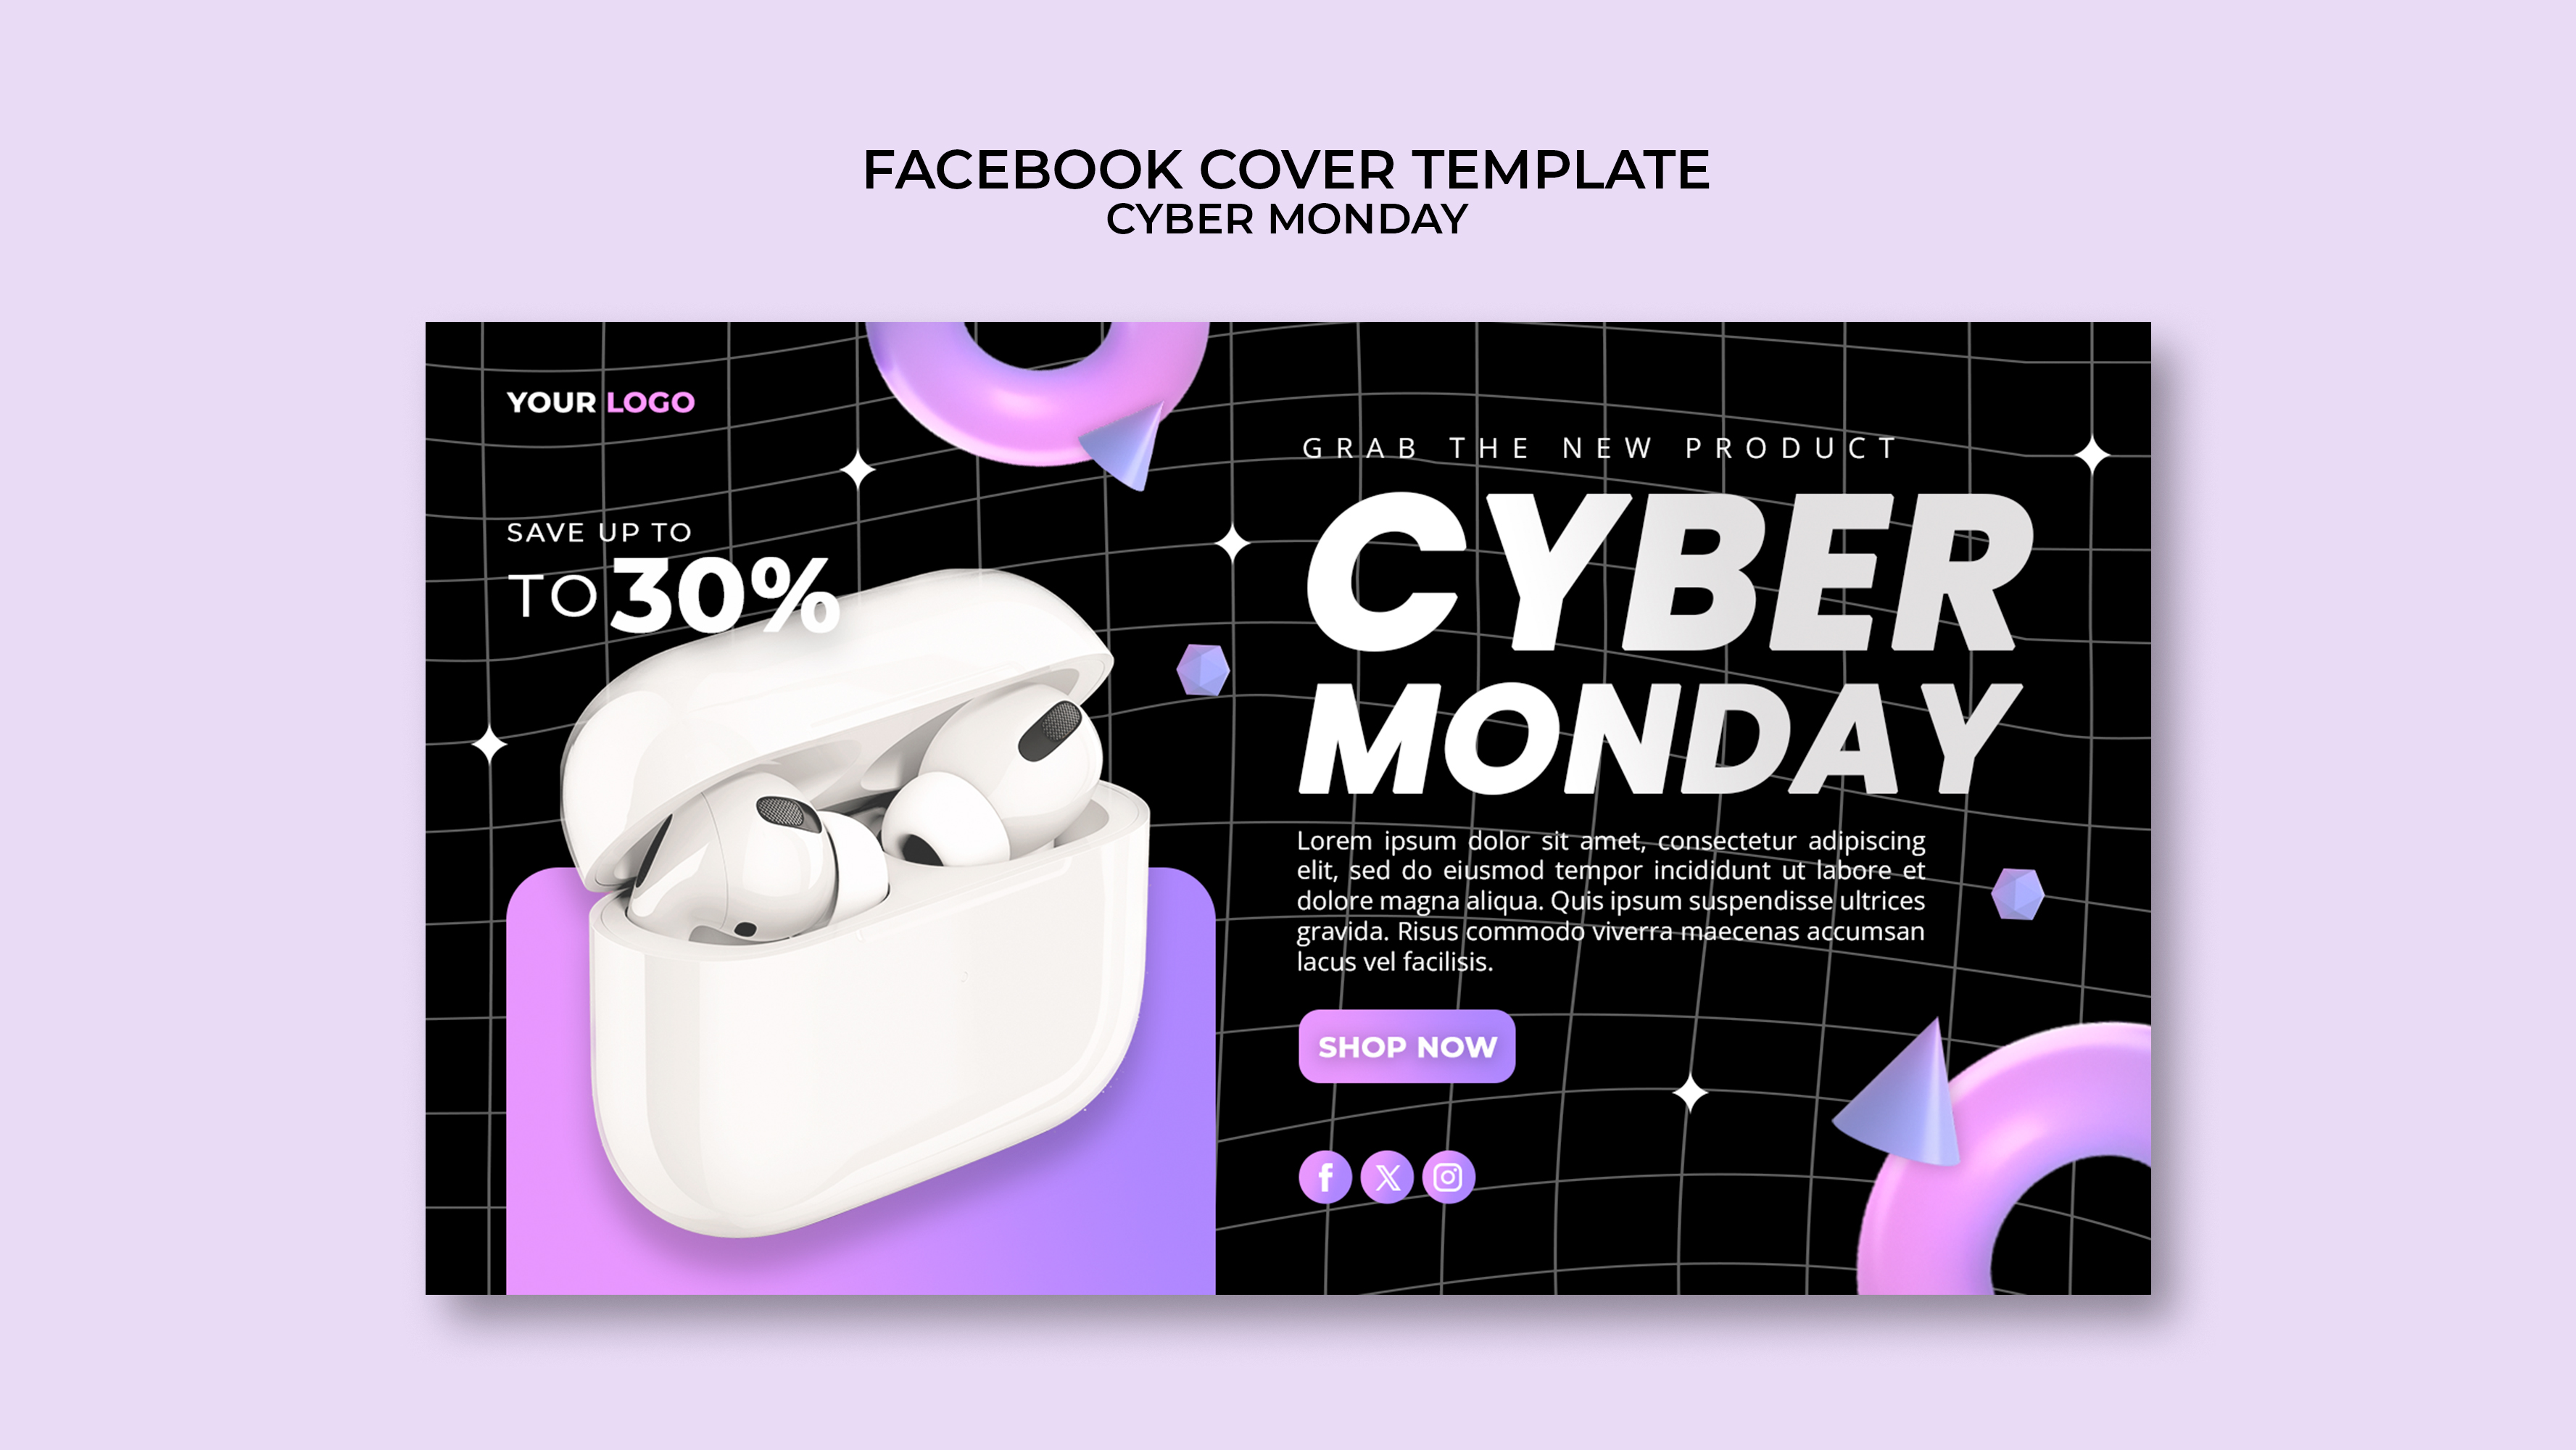 FACEBOOK COVER TEMPLATE
CYBER MONDAY
YOUR LOGO
SAVE UP TO
TO 30%
GRAB THE NEW PRODUCT
CYBER
MONDAY
Lorem ipsum dolor sit amet, consectetur adipiscing
elit, sed do eiusmod tempor incididunt ut labore et
dolore magna aliqua. Quis ipsum suspendisse ultrices
gravida. Risus commodo viverra maecenas accumsan
lacus vel facilisis.
SHOP NOW